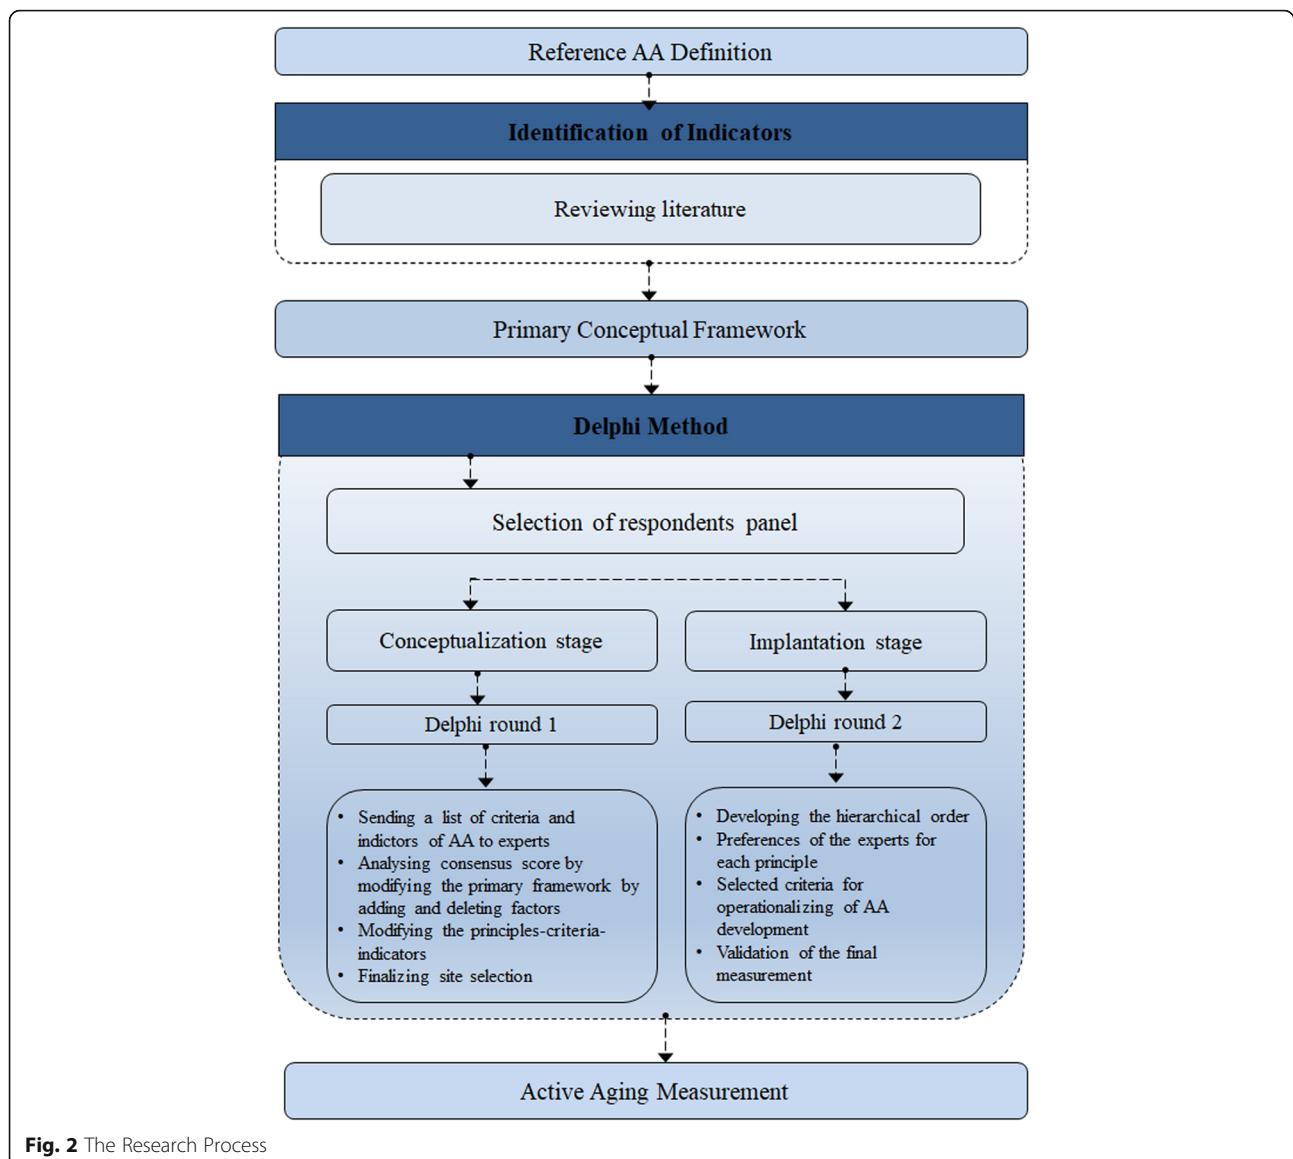 Reference AA Definition
Identification of Indicators
Reviewing literature
Primary Conceptual Framework
Delphi Method
Selection of respondents panel
Conceptualization stage
Implantation stage
Delphi round 1
Delphi round 2
• Sending a list of criteria and
indictors of AA to experts
• Analysing consensus score by
modifying the primary framework by
adding and deleting factors
• Modifying the principles-criteria-
indicators
• Finalizing site selection
• Developing the hierarchical order
• Preferences of the experts for
each principle
• Selected criteria for
operationalizing of AA
development
• Validation of the final
measurement
Active Aging Measurement
Fig. 2 The Research Process